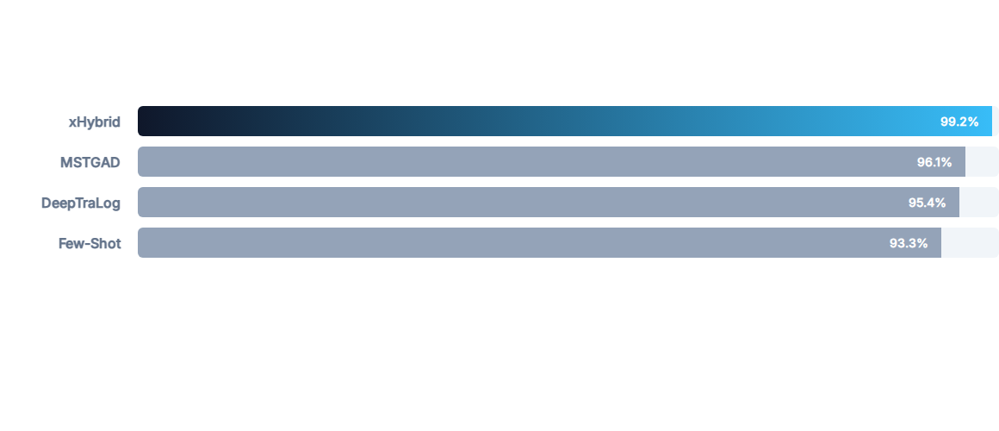 xHybrid 99.2%
MSTGAD 96.1%
DeepTraLog 95.4%
Few-Shot 93.3%